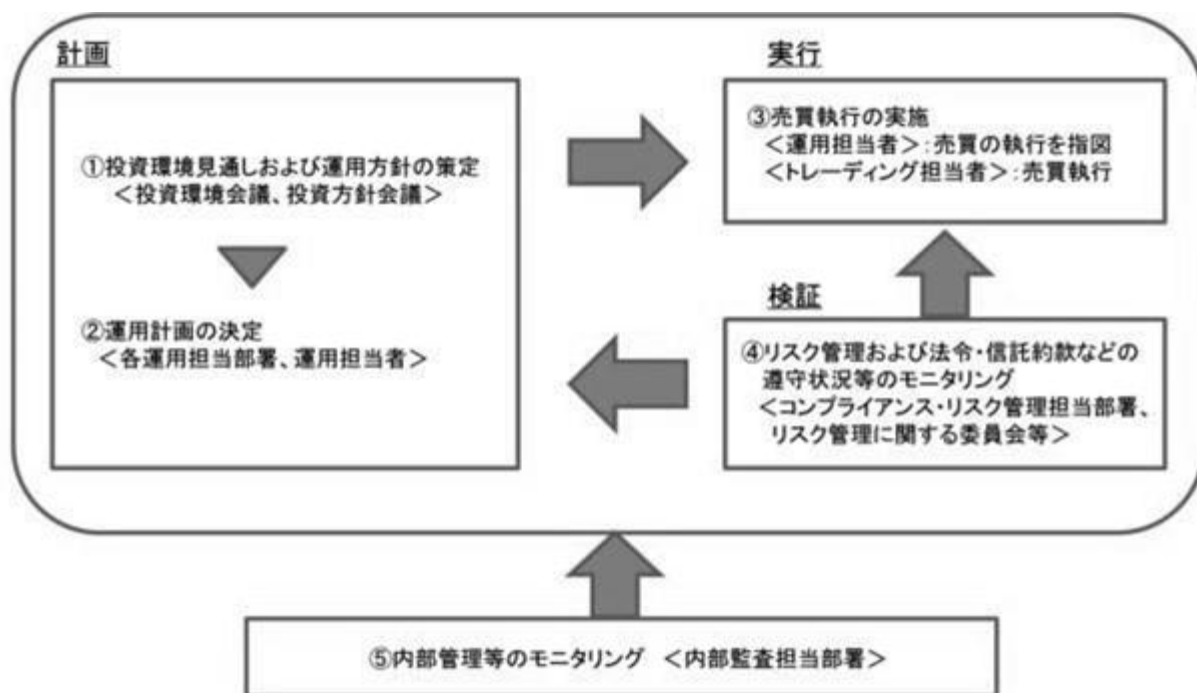 計画
①投資環境見通しおよび運用方針の策定
＜投資環境会議、投資方針会議＞
②運用計画の決定
＜各運用担当部署、運用担当者＞
実行
③売買執行の実施
＜運用担当者＞：売買の執行を指図
＜トレーディング担当者＞：売買執行
検証
④リスク管理および法令・信託約款などの
遵守状況等のモニタリング
＜コンプライアンス・リスク管理担当部署、
リスク管理に関する委員会等＞
⑤内部管理等のモニタリング ＜内部監査担当部署＞